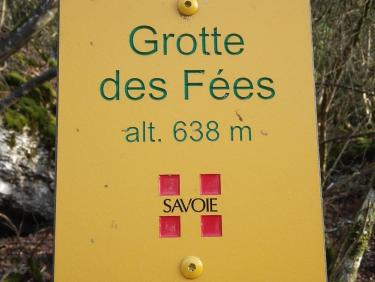 Grotte
des Fées
alt. 638 m
SAVOIE